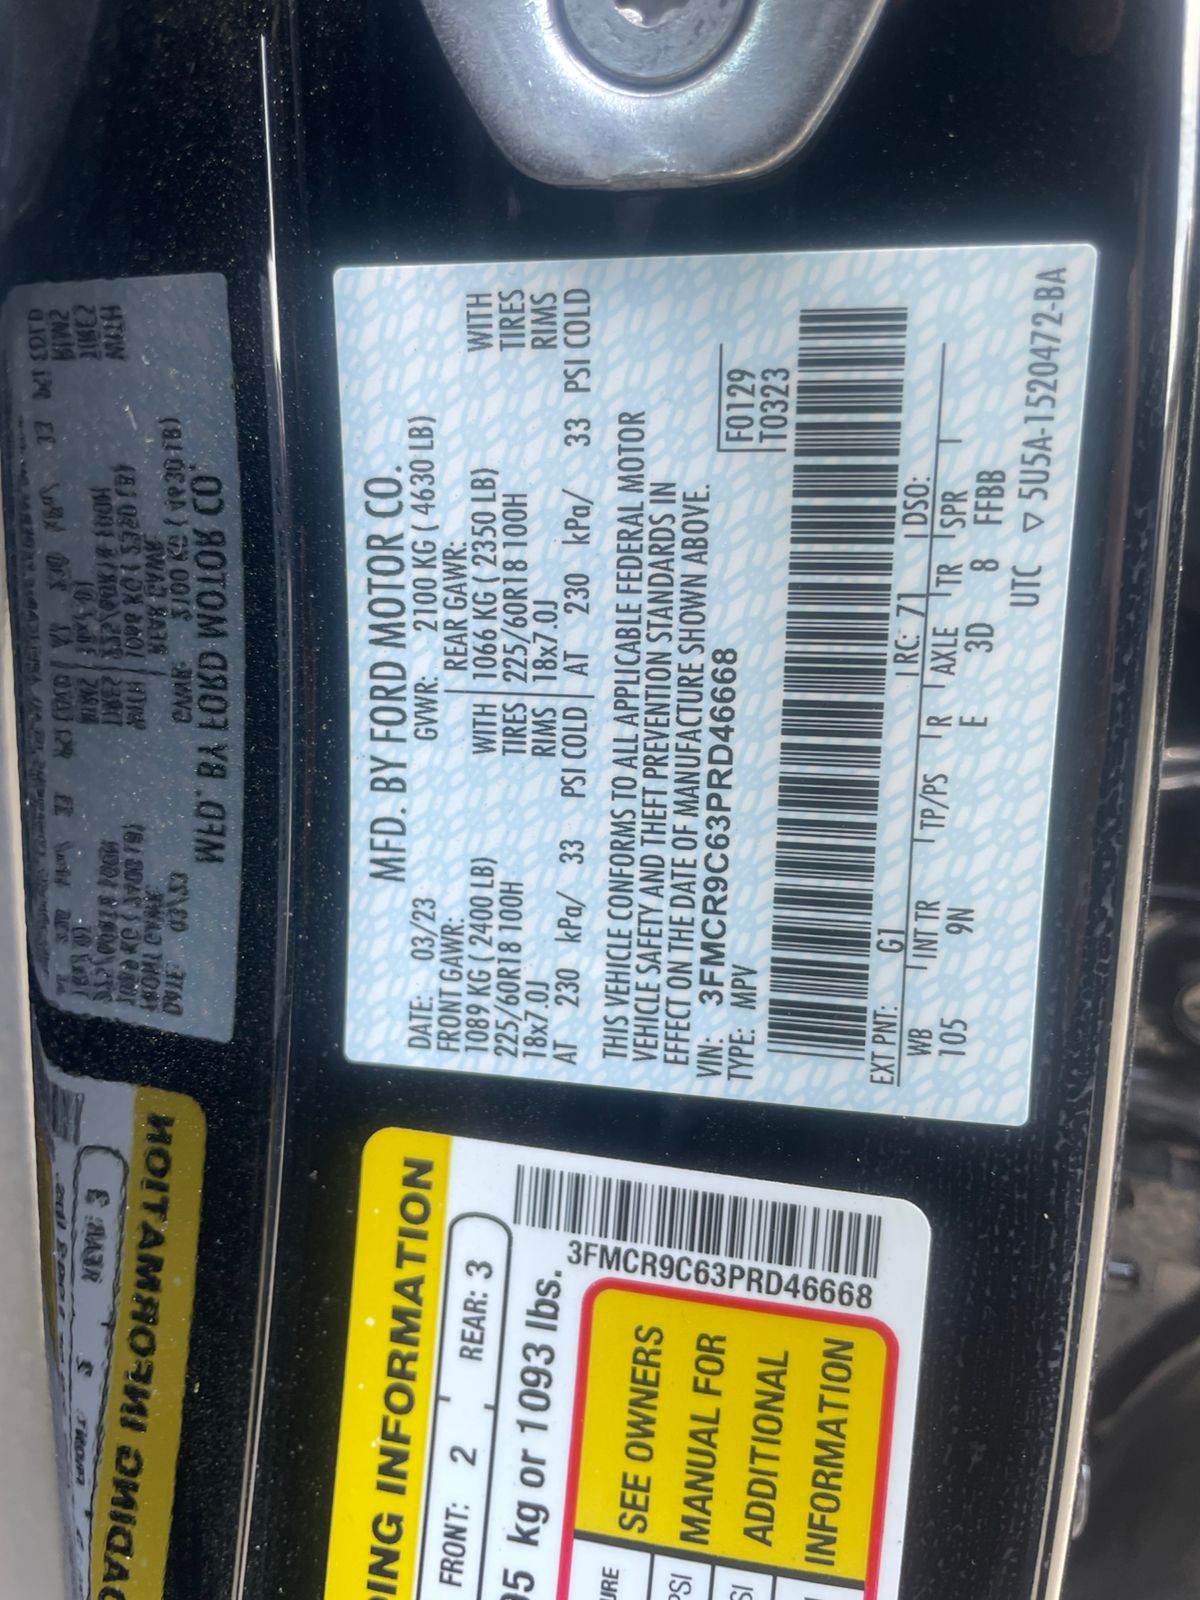 MFD. BY FORD MOTOR CO.
DATE: 03/23 GVWR: 2100 KG ( 4630 LB)
FRONT GAWR: REAR GAWR:
1089 KG ( 2400 LB) WITH 1066 KG ( 2350 LB) WITH
225/60R18 100H TIRES 225/60R18 100H TIRES
18x7.0J RIMS 18x7.0J RIMS
AT 230 kPa/ 33 PSI COLD AT 230 kPa/ 33 PSI COLD
THIS VEHICLE CONFORMS TO ALL APPLICABLE FEDERAL MOTOR
VEHICLE SAFETY AND THEFT PREVENTION STANDARDS IN
EFFECT ON THE DATE OF MANUFACTURE SHOWN ABOVE.
VIN: 3FMCR9C63PRD46668
TYPE: MPV
F0129
T0323
EXT PNT: G1 RC: 71 DSO:
WB INT TR TP/PS R AXLE TR SPR
105 9N E 3D 8 FFBB
UTC ▽ 5U5A-1520472-BA
DING INFORMATION
FRONT: 2 REAR: 3
95 kg or 1093 lbs.
3FMCR9C63PRD46668
SEE OWNERS
MANUAL FOR
ADDITIONAL
INFORMATION
URE
PSI
SI